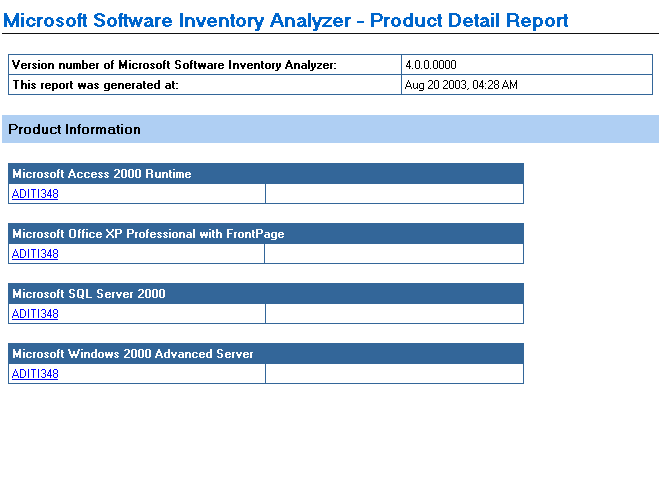 Microsoft Software Inventory Analyzer - Product Detail Report
Version number of Microsoft Software Inventory Analyzer: 4.0.0.0000
This report was generated at: Aug 20 2003, 04:28 AM
Product Information
Microsoft Access 2000 Runtime
ADITI348
Microsoft Office XP Professional with FrontPage
ADITI348
Microsoft SQL Server 2000
ADITI348
Microsoft Windows 2000 Advanced Server
ADITI348